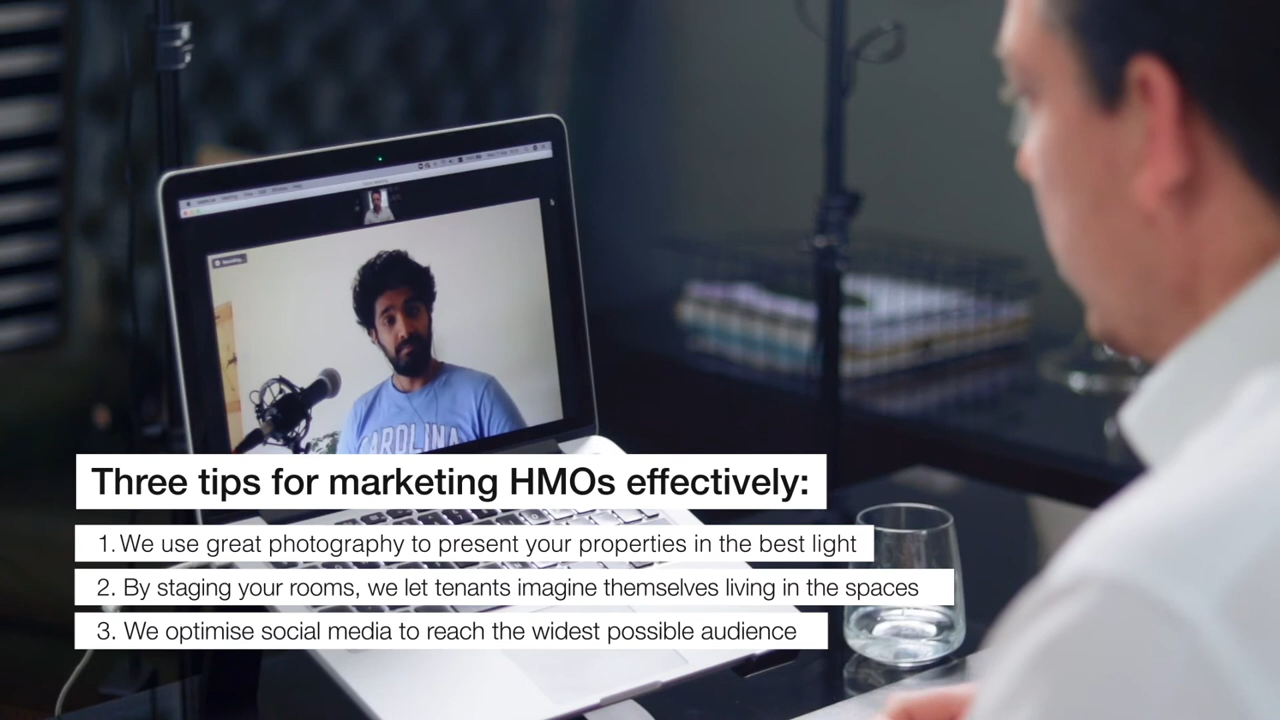 CAROLINA
Three tips for marketing HMOs effectively:
1. We use great photography to present your properties in the best light
2. By staging your rooms, we let tenants imagine themselves living in the spaces
3. We optimise social media to reach the widest possible audience